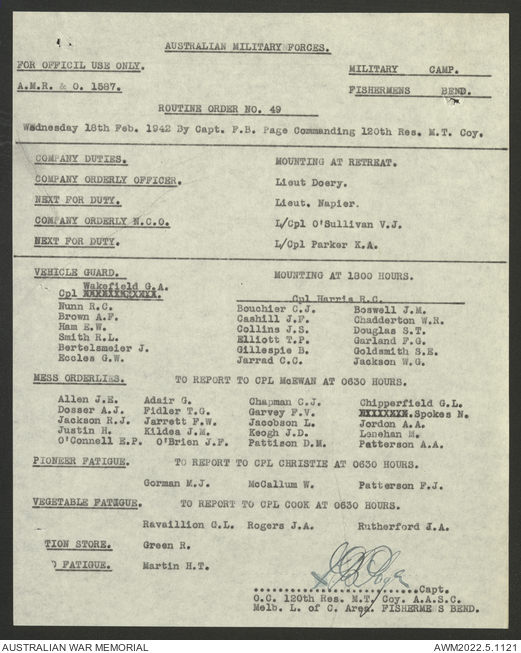 AUSTRALIAN MILITARY FORCES.
FOR OFFICIL USE ONLY. MILITARY CAMP.
A.M.R. & O. 1587. FISHERMENS BEND.
ROUTINE ORDER NO. 49
Wednesday 18th Feb. 1942 By Capt. F.B. Page Commanding 120th Res. M.T. Coy.
COMPANY DUTIES. MOUNTING AT RETREAT.
COMPANY ORDERLY OFFICER. Lieut Doery.
NEXT FOR DUTY. Lieut. Napier.
COMPANY ORDERLY N.C.O. L/Cpl O'Sullivan V.J.
NEXT FOR DUTY. L/Cpl Parker K.A.
VEHICLE GUARD. MOUNTING AT 1800 HOURS.
Wakefield G.A.
Cpl Cpl Harris R.C.
Nunn R.C. Bouchier C.J. Boswell J.M.
Brown A.F. Cashill J.F. Chadderton W.R.
Ham E.W. Collins J.S. Douglas S.T.
Smith R.L. Elliott T.P. Garland F.G.
Bertelsmeier J. Gillespie B. Goldsmith S.E.
Eccles G.W. Jarrad C.C. Jackson W.G.
MESS ORDERLIES. TO REPORT TO CPL McEWAN AT 0630 HOURS.
Allen J.E. Adair G. Chapman C.J. Chipperfield G.L.
Dosser A.J. Fidler T.G. Garvey F.V. Spokes N.
Jackson R.J. Jarrett F.W. Jacobson L. Jordon A.A.
Justin H. Kildea J.M. Keogh J.D. Lonehan M.
O'Connell E.P. O'Brien J.F. Pattison D.M. Patterson A.A.
PIONEER FATIGUE. TO REPORT TO CPL CHRISTIE AT 0630 HOURS.
Gorman M.J. McCallum W. Patterson F.J.
VEGETABLE FATIGUE. TO REPORT TO CPL COOK AT 0630 HOURS.
Ravaillion C.L. Rogers J.A. Rutherford J.A.
TION STORE. Green R.
FATIGUE. Martin H.T.
Capt.
O.C. 120th Res. M.T. Coy. A.A.S.C.
Melb. L. of C. Area. FISHERMENS BEND.
AUSTRALIAN WAR MEMORIAL AWM2022.5.1121